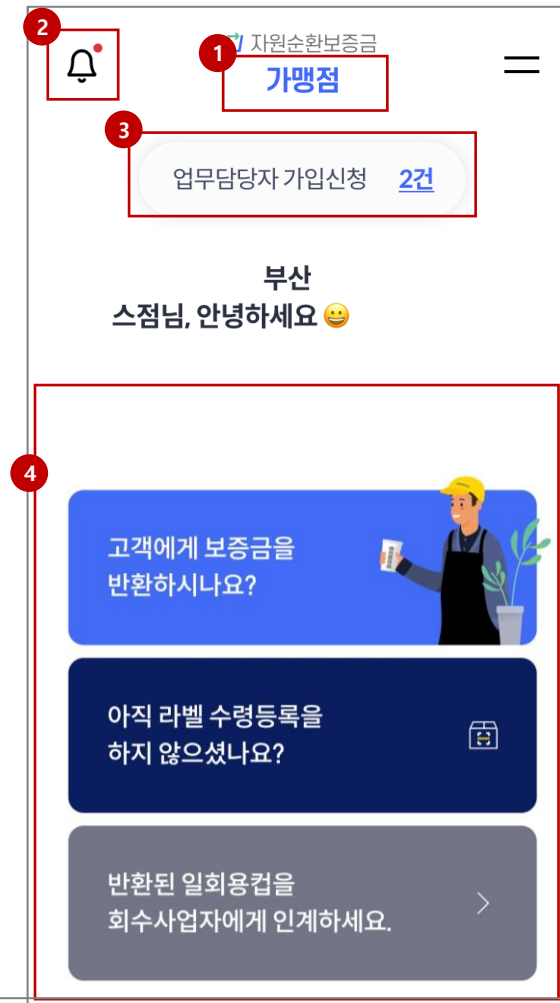 2
1
자원순환보증금
가맹점
3
업무담당자 가입신청 2건
부산
스점님, 안녕하세요
4
고객에게 보증금을
반환하시나요?
아직 라벨 수령등록을
하지 않으셨나요?
반환된 일회용컵을
회수사업자에게 인계하세요.